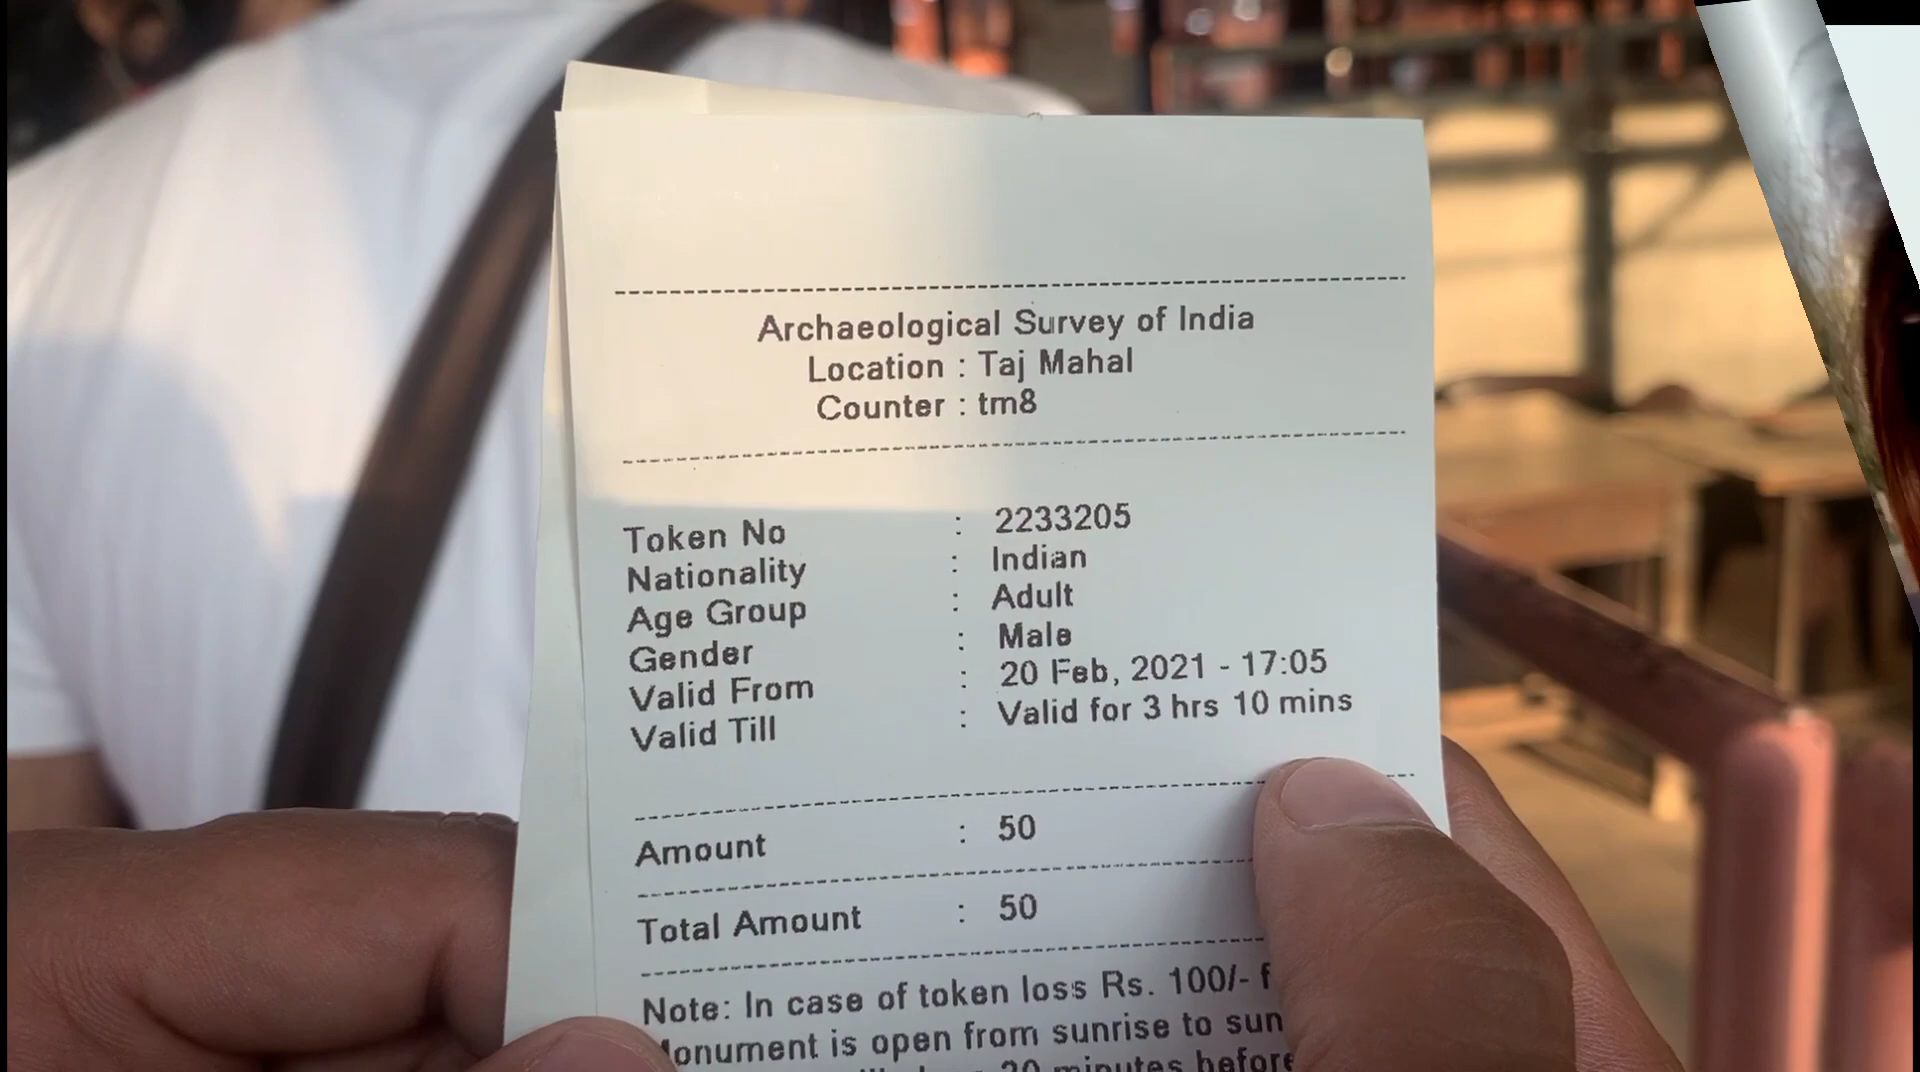 Archaeological Survey of India
Location : Taj Mahal
Counter : tm8
Token No : 2233205
Nationality : Indian
Age Group : Adult
Gender : Male
Valid From : 20 Feb, 2021 - 17:05
Valid Till : Valid for 3 hrs 10 mins
Amount : 50
Total Amount : 50
Note: In case of token loss Rs. 100/-
Monument is open from sunrise to
minutes before